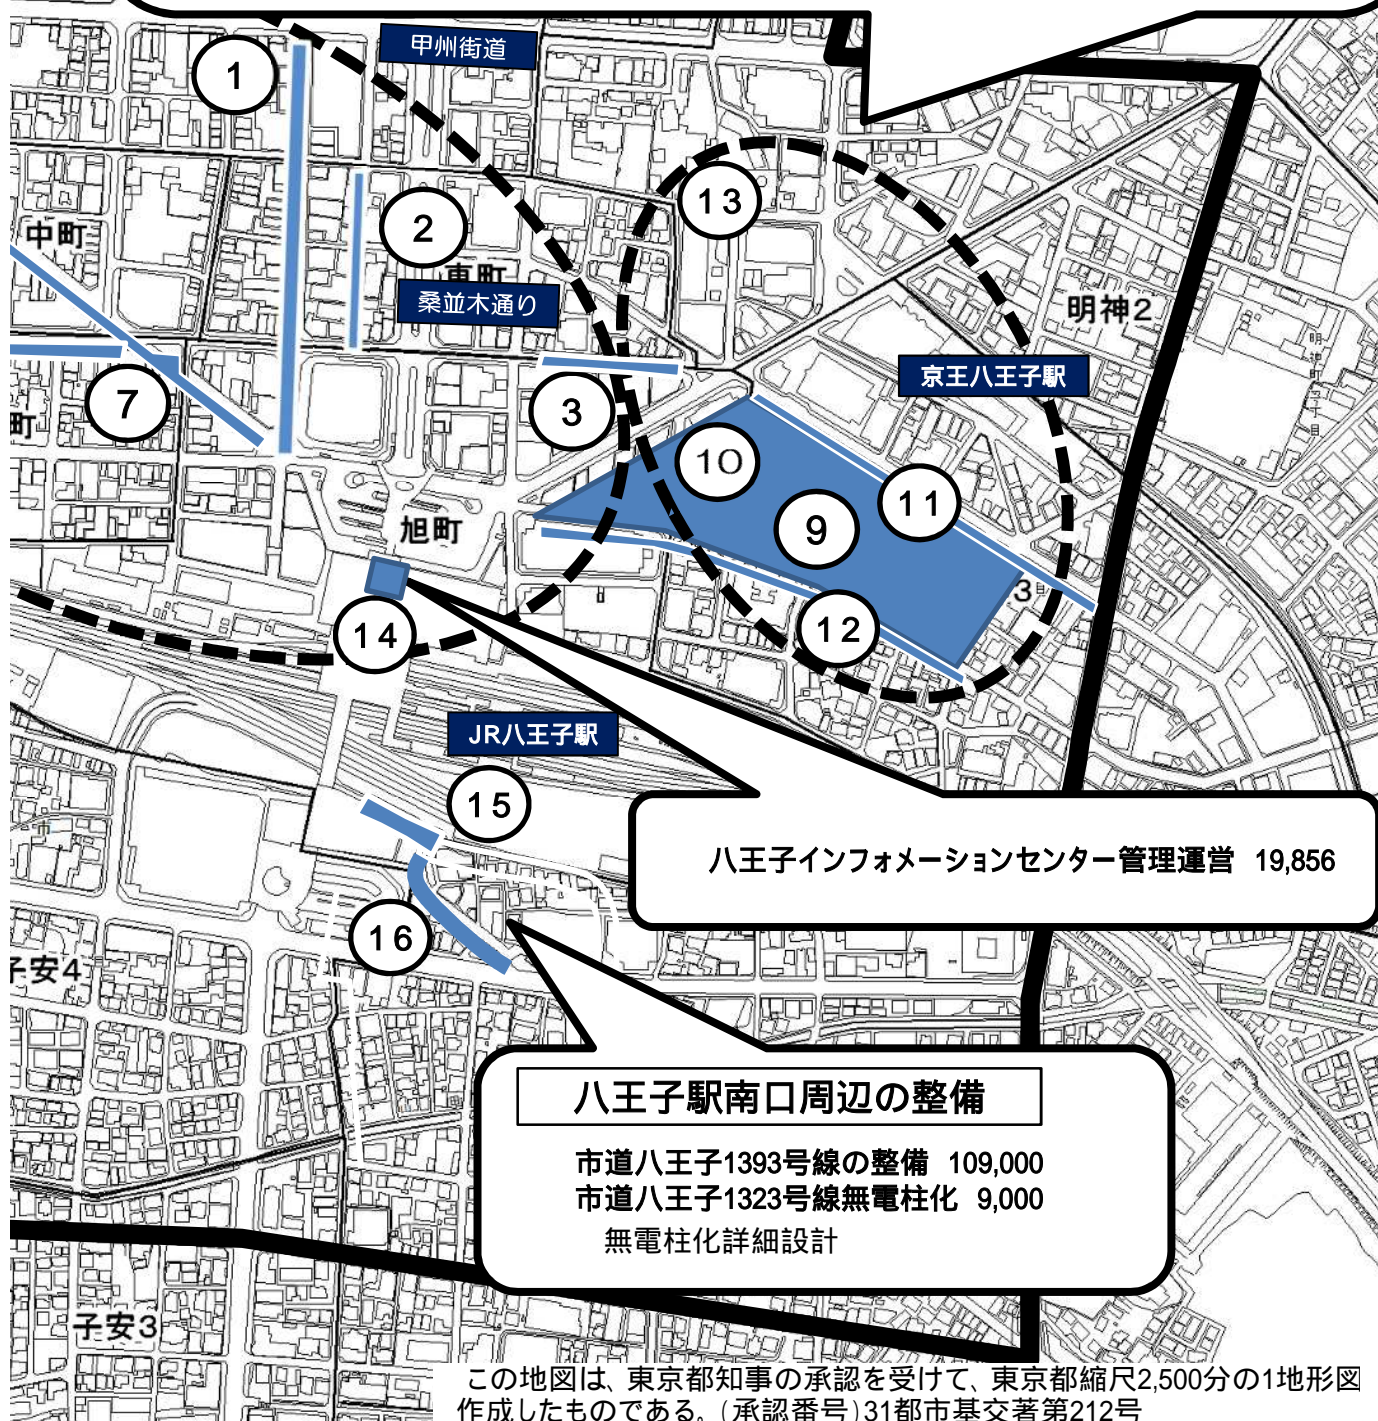 甲州街道
1
13
2
中町
東町
明神2
桑並木通り
京王八王子駅
7
3
町
10
11
9
旭町
3
12
14
JR八王子駅
15
八王子インフォメーションセンター管理運営 19,856
16
子安4
八王子駅南口周辺の整備
市道八王子1393号線の整備 109,000
市道八王子1323号線無電柱化 9,000
無電柱化詳細設計
子安3
この地図は、東京都知事の承認を受けて、東京都縮尺2,500分の1地形図
作成したものである。(承認番号)31都市基交著第212号